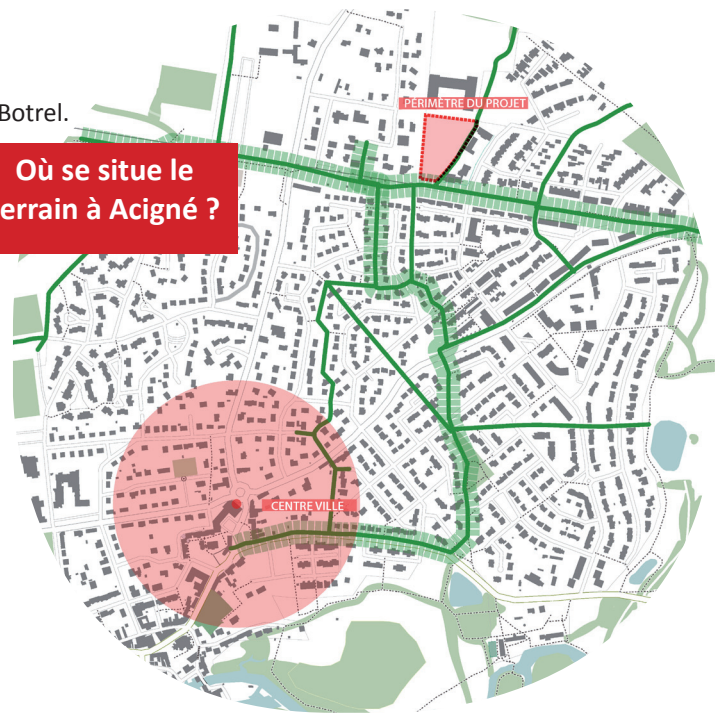 Botrel.
Où se situe le
errain à Acigné ?
PÉRIMÈTRE DU PROJET
CENTRE VILLE